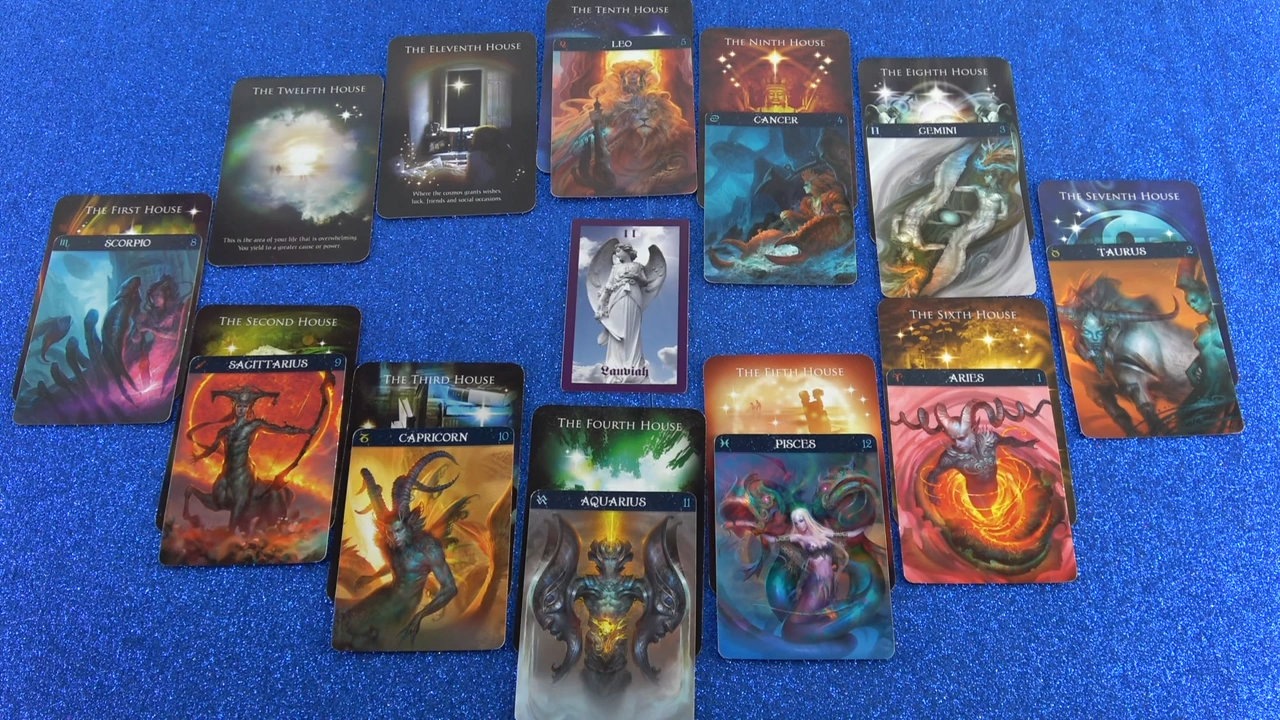 THE TENTH HOUSE
♌ LEO 5
THE ELEVENTH HOUSE
Where the cosmos grants wishes,
luck, friends and social occasions.
THE NINTH HOUSE
♋ CANCER 4
THE EIGHTH HOUSE
♊ GEMINI 3
THE TWELFTH HOUSE
This is the area of your life that is overwhelming.
You yield to a greater cause or power.
THE FIRST HOUSE
♏ SCORPIO 8
THE SEVENTH HOUSE
♉ TAURUS 2
11
Lauviah
THE SECOND HOUSE
♐ SAGITTARIUS 9
THE THIRD HOUSE
♑ CAPRICORN 10
THE FOURTH HOUSE
♒ AQUARIUS 11
THE FIFTH HOUSE
♓ PISCES 12
THE SIXTH HOUSE
♈ ARIES 1